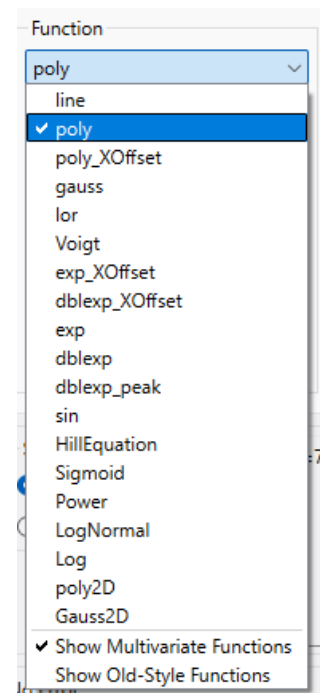 Function
poly
line
poly
poly_XOffset
gauss
lor
Voigt
exp_XOffset
dblexp_XOffset
exp
dblexp
dblexp_peak
sin
HillEquation
Sigmoid
Power
LogNormal
Log
poly2D
Gauss2D
Show Multivariate Functions
Show Old-Style Functions